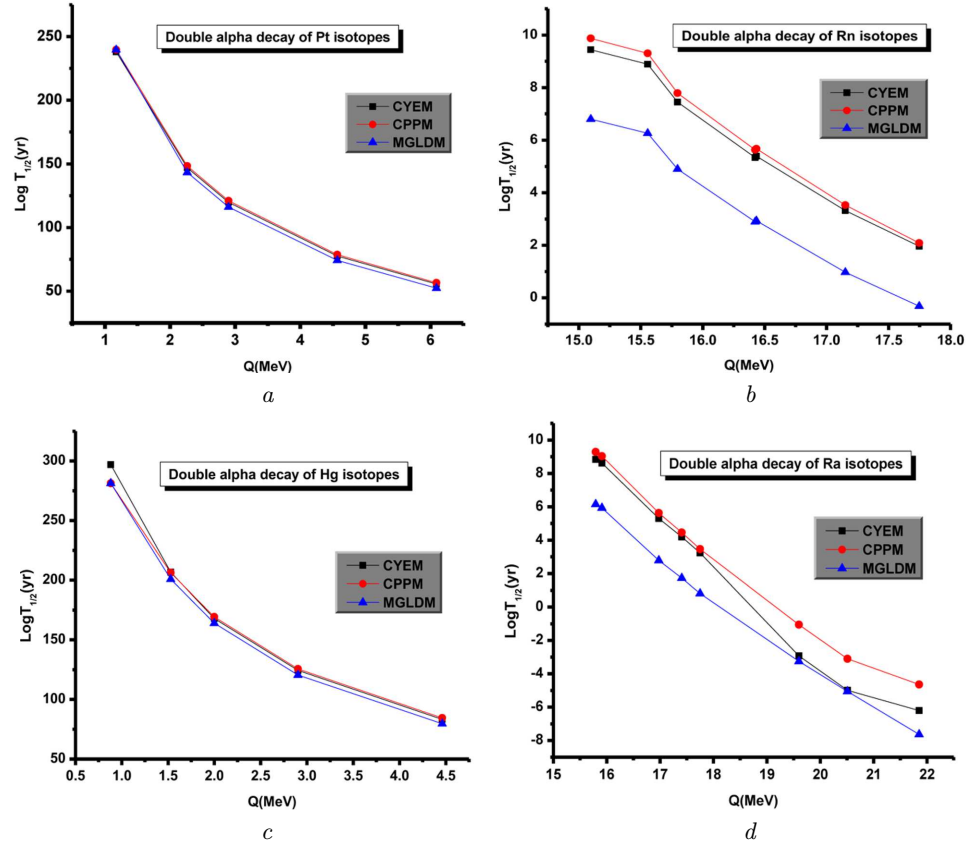 Double alpha decay of Pt isotopes
CYEM
CPPM
MGLDM
Log T1/2(yr)
250
200
150
100
50
1 2 3 4 5 6
Q(MeV)
a
Double alpha decay of Rn isotopes
CYEM
CPPM
MGLDM
LogT1/2(yr)
10
8
6
4
2
0
15.0 15.5 16.0 16.5 17.0 17.5 18.0
Q(MeV)
b
Double alpha decay of Hg isotopes
CYEM
CPPM
MGLDM
LogT1/2(yr)
300
250
200
150
100
50
0.5 1.0 1.5 2.0 2.5 3.0 3.5 4.0 4.5
Q(MeV)
c
Double alpha decay of Ra isotopes
CYEM
CPPM
MGLDM
LogT1/2(yr)
10
8
6
4
2
0
-2
-4
-6
-8
15 16 17 18 19 20 21 22
Q(MeV)
d